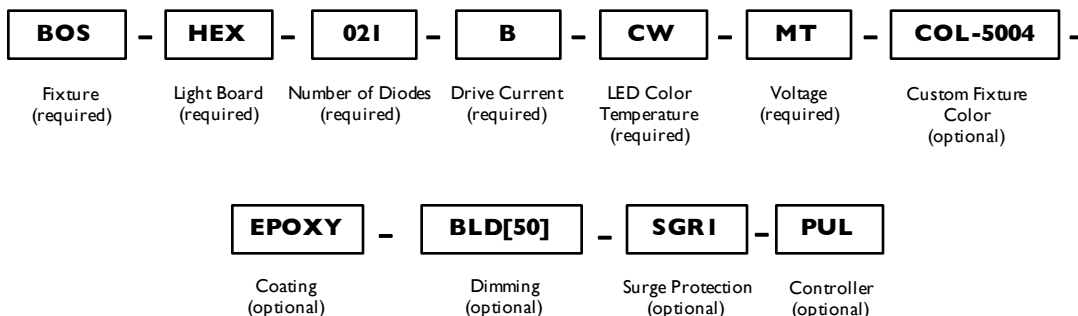 BOS – HEX – 021 – B – CW – MT – COL-5004 –
Fixture (required)
Light Board (required)
Number of Diodes (required)
Drive Current (required)
LED Color Temperature (required)
Voltage (required)
Custom Fixture Color (optional)
EPOXY – BLD[50] – SGR1 – PUL
Coating (optional)
Dimming (optional)
Surge Protection (optional)
Controller (optional)